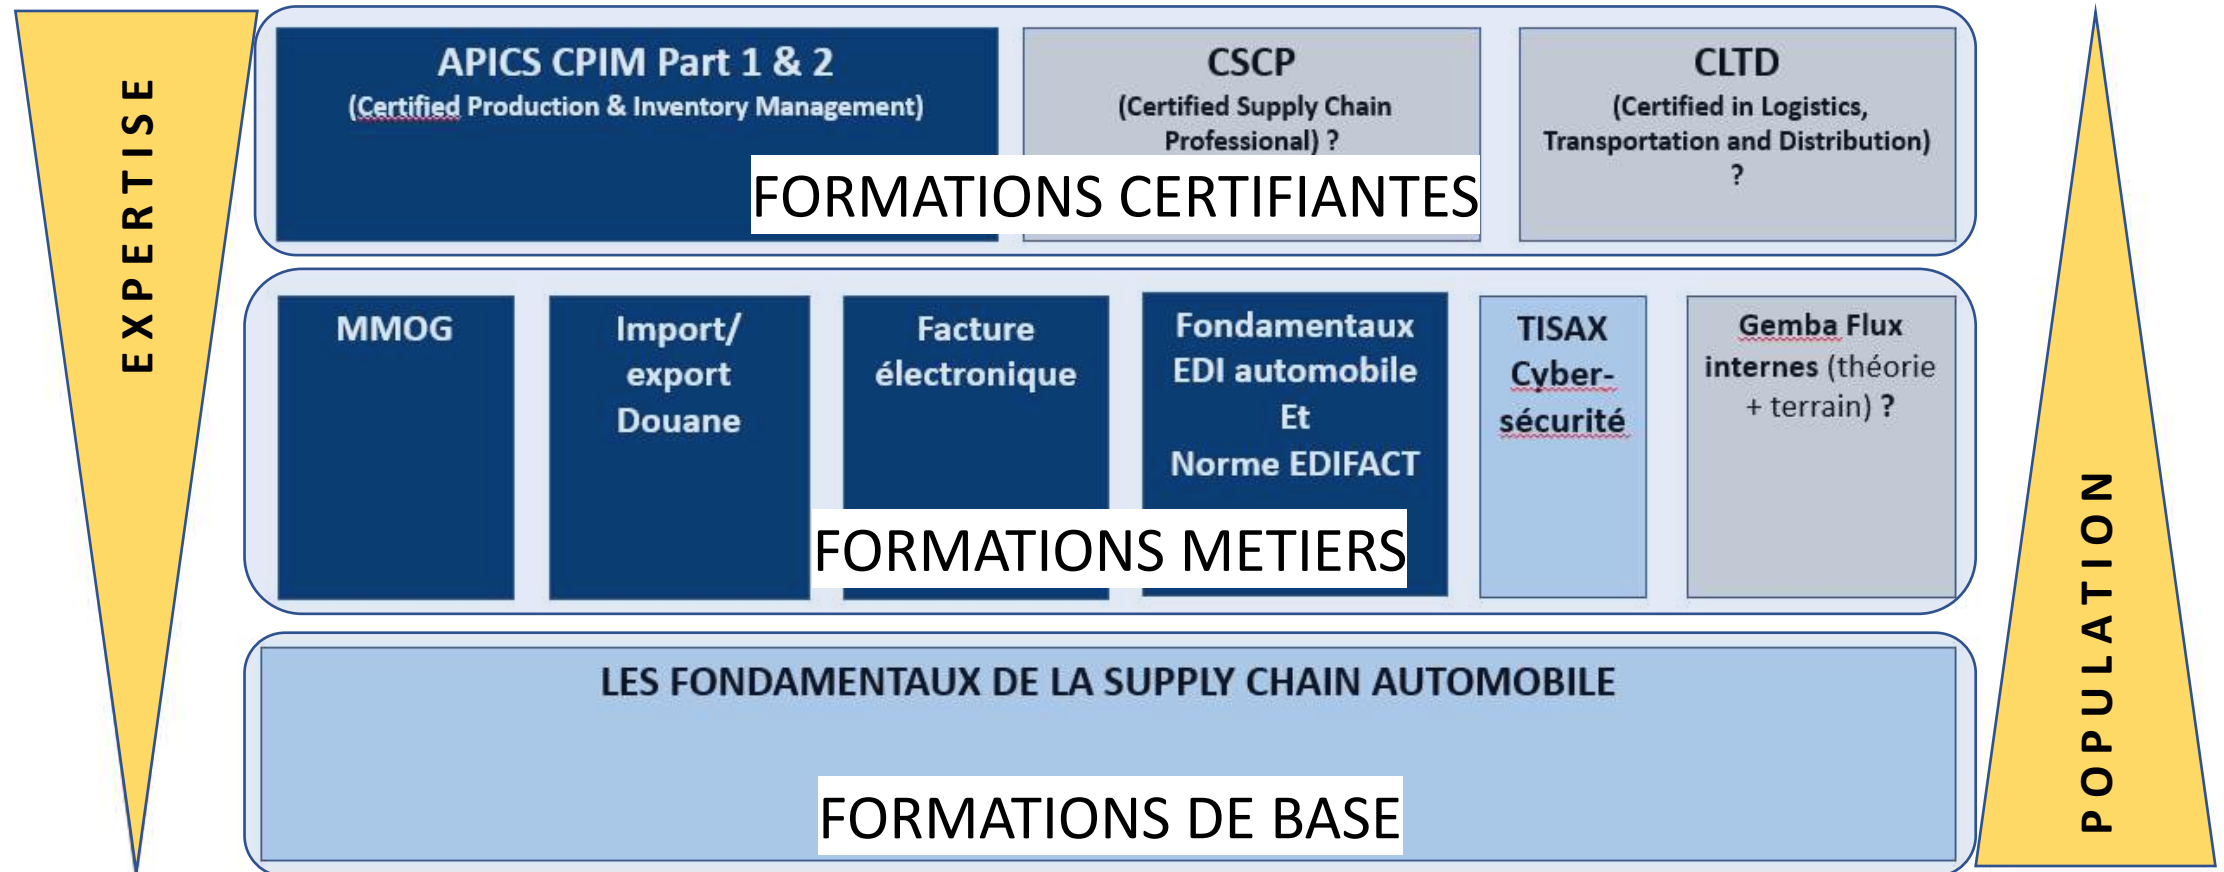 EXPERTISE
APICS CPIM Part 1 & 2
(Certified Production & Inventory Management)
CSCP
(Certified Supply Chain
Professional) ?
CLTD
(Certified in Logistics,
Transportation and Distribution)
?
FORMATIONS CERTIFIANTES
MMOG
Import/
export
Douane
Facture
électronique
Fondamentaux
EDI automobile
Et
Norme EDIFACT
TISAX
Cyber-
sécurité
Gemba Flux
internes (théorie
+ terrain) ?
FORMATIONS METIERS
LES FONDAMENTAUX DE LA SUPPLY CHAIN AUTOMOBILE
FORMATIONS DE BASE
POPULATION